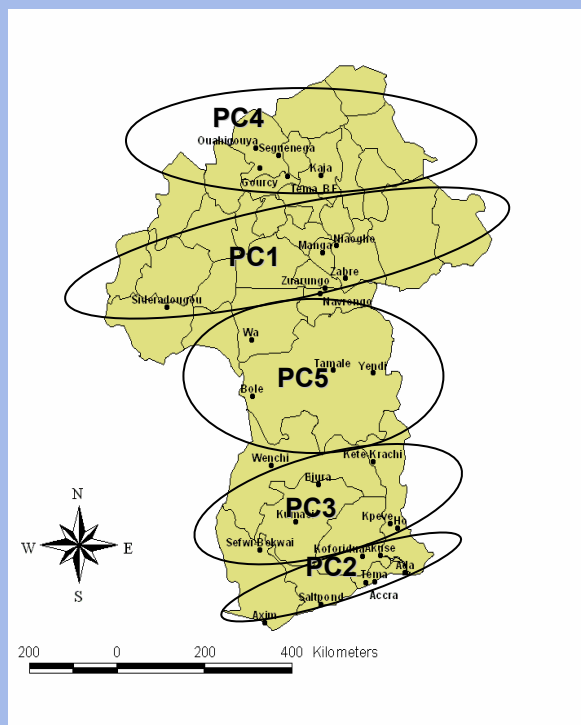 PC4
Ouahigouya
Seguenega
Kaja
Gourcy
Tema B.F
Niaoghe
Manga
PC1
Zabre
Zuarungo
Sideradougou
Navrongo
Wa
Tamale
Yendi
PC5
Bole
Wenchi
Kete Krachi
Ejura
PC3
Kumasi
Kpeve
Ho
Sefwi Bekwai
Koforidua
Akuse
PC2
Ada
Tema
Saltpond
Accra
Axim
N
W
E
S
200 0 200 400 Kilometers